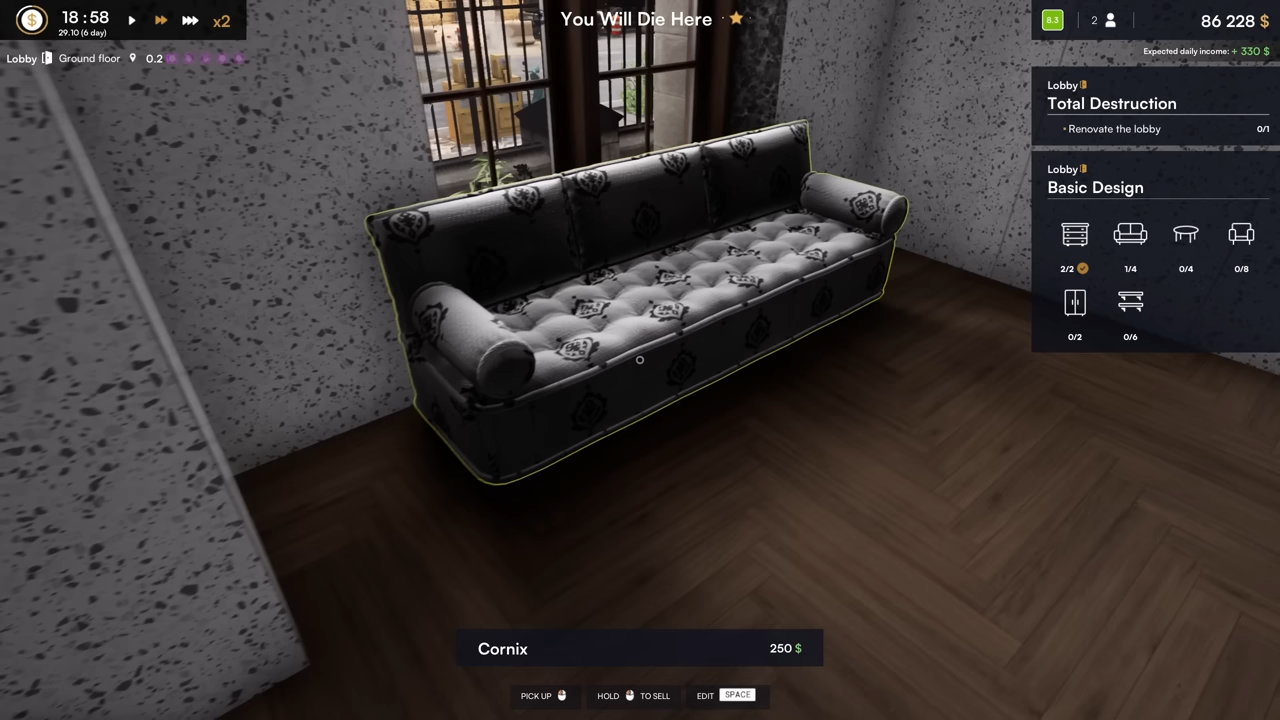 18:58
29.10 (6 day)
x2
You Will Die Here
8.3
2
86 228 $
Expected daily income: + 330 $
Lobby
Ground floor
0.2
Lobby
Total Destruction
Renovate the lobby 0/1
Lobby
Basic Design
2/2
1/4
0/4
0/8
0/2
0/6
Cornix 250 $
PICK UP
HOLD TO SELL
EDIT SPACE